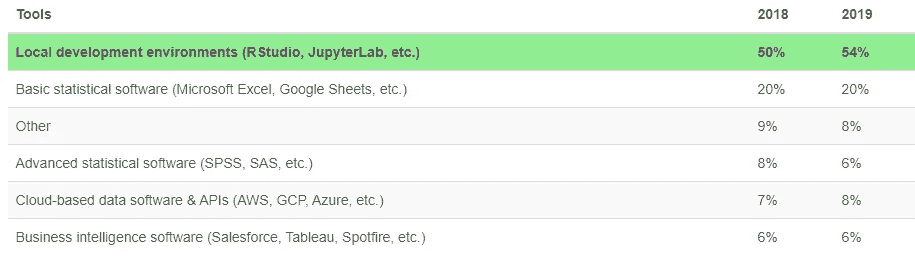 Tools 2018 2019
Local development environments (RStudio, JupyterLab, etc.) 50% 54%
Basic statistical software (Microsoft Excel, Google Sheets, etc.) 20% 20%
Other 9% 8%
Advanced statistical software (SPSS, SAS, etc.) 8% 6%
Cloud-based data software & APIs (AWS, GCP, Azure, etc.) 7% 8%
Business intelligence software (Salesforce, Tableau, Spotfire, etc.) 6% 6%